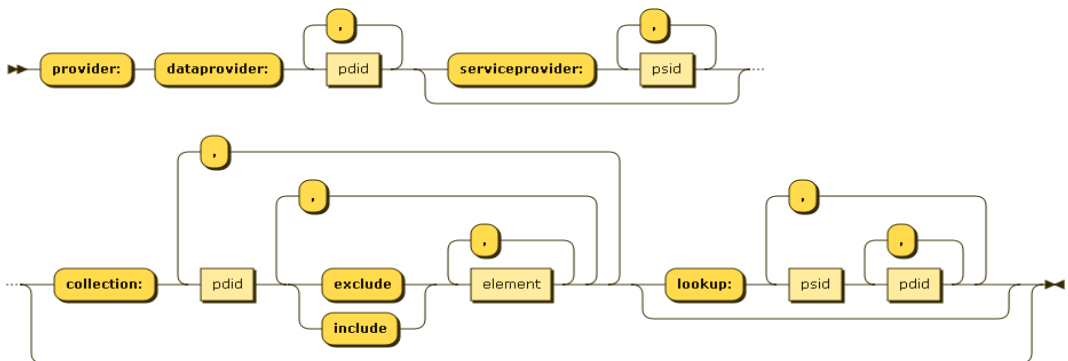 , ,
provider: dataprovider: pdid serviceprovider: psid
,
, ,
, ,
collection: pdid exclude element lookup: psid pdid
include